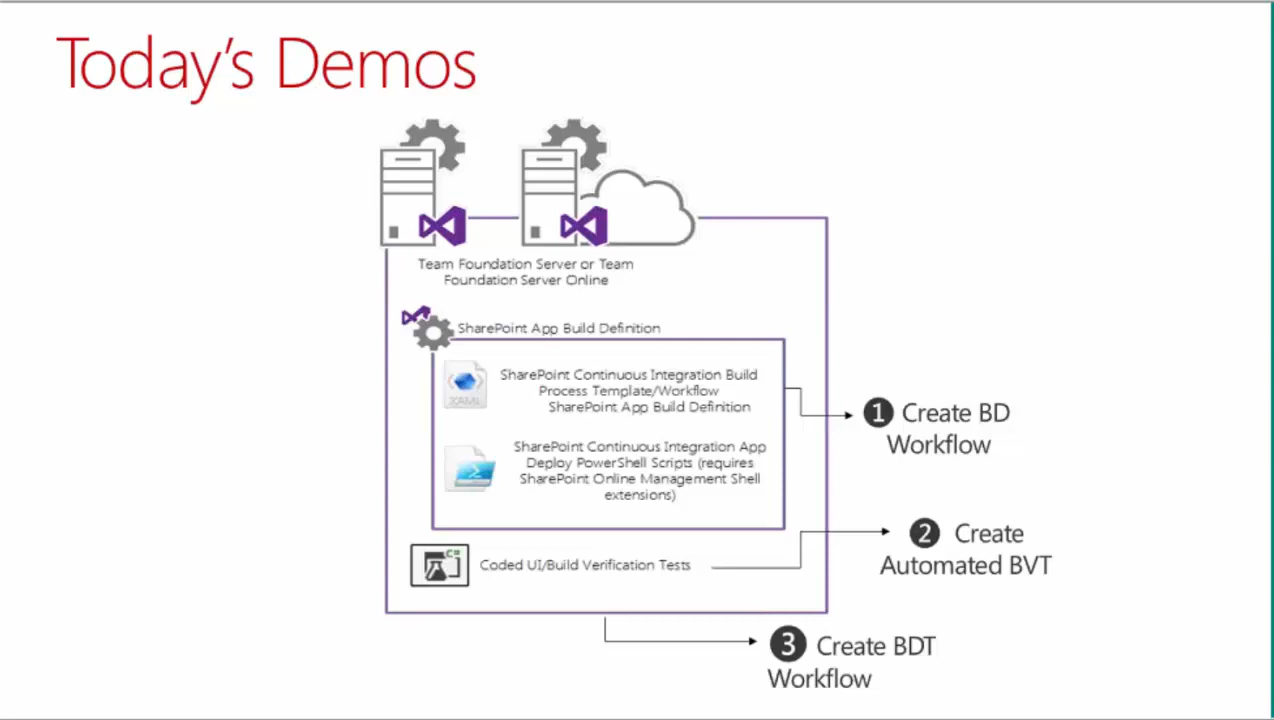 Today's Demos
Team Foundation Server or Team
Foundation Server Online
SharePoint App Build Definition
XAML
SharePoint Continuous Integration Build
Process Template/Workflow
SharePoint App Build Definition
SharePoint Continuous Integration App
Deploy PowerShell Scripts (requires
SharePoint Online Management Shell
extensions)
1 Create BD
Workflow
2 Create
Automated BVT
C#
Coded UI/Build Verification Tests
3 Create BDT
Workflow